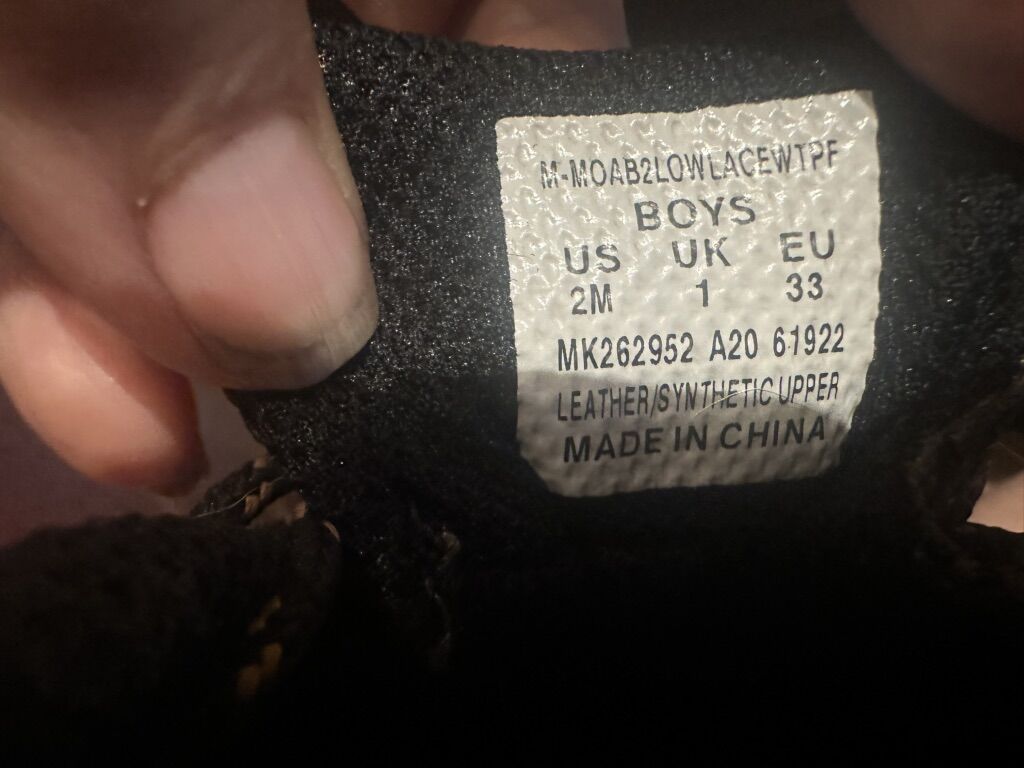 M-MOAB2LOWLACEWTPF
BOYS
US UK EU
2M 1 33
MK262952 A20 61922
LEATHER/SYNTHETIC UPPER
MADE IN CHINA